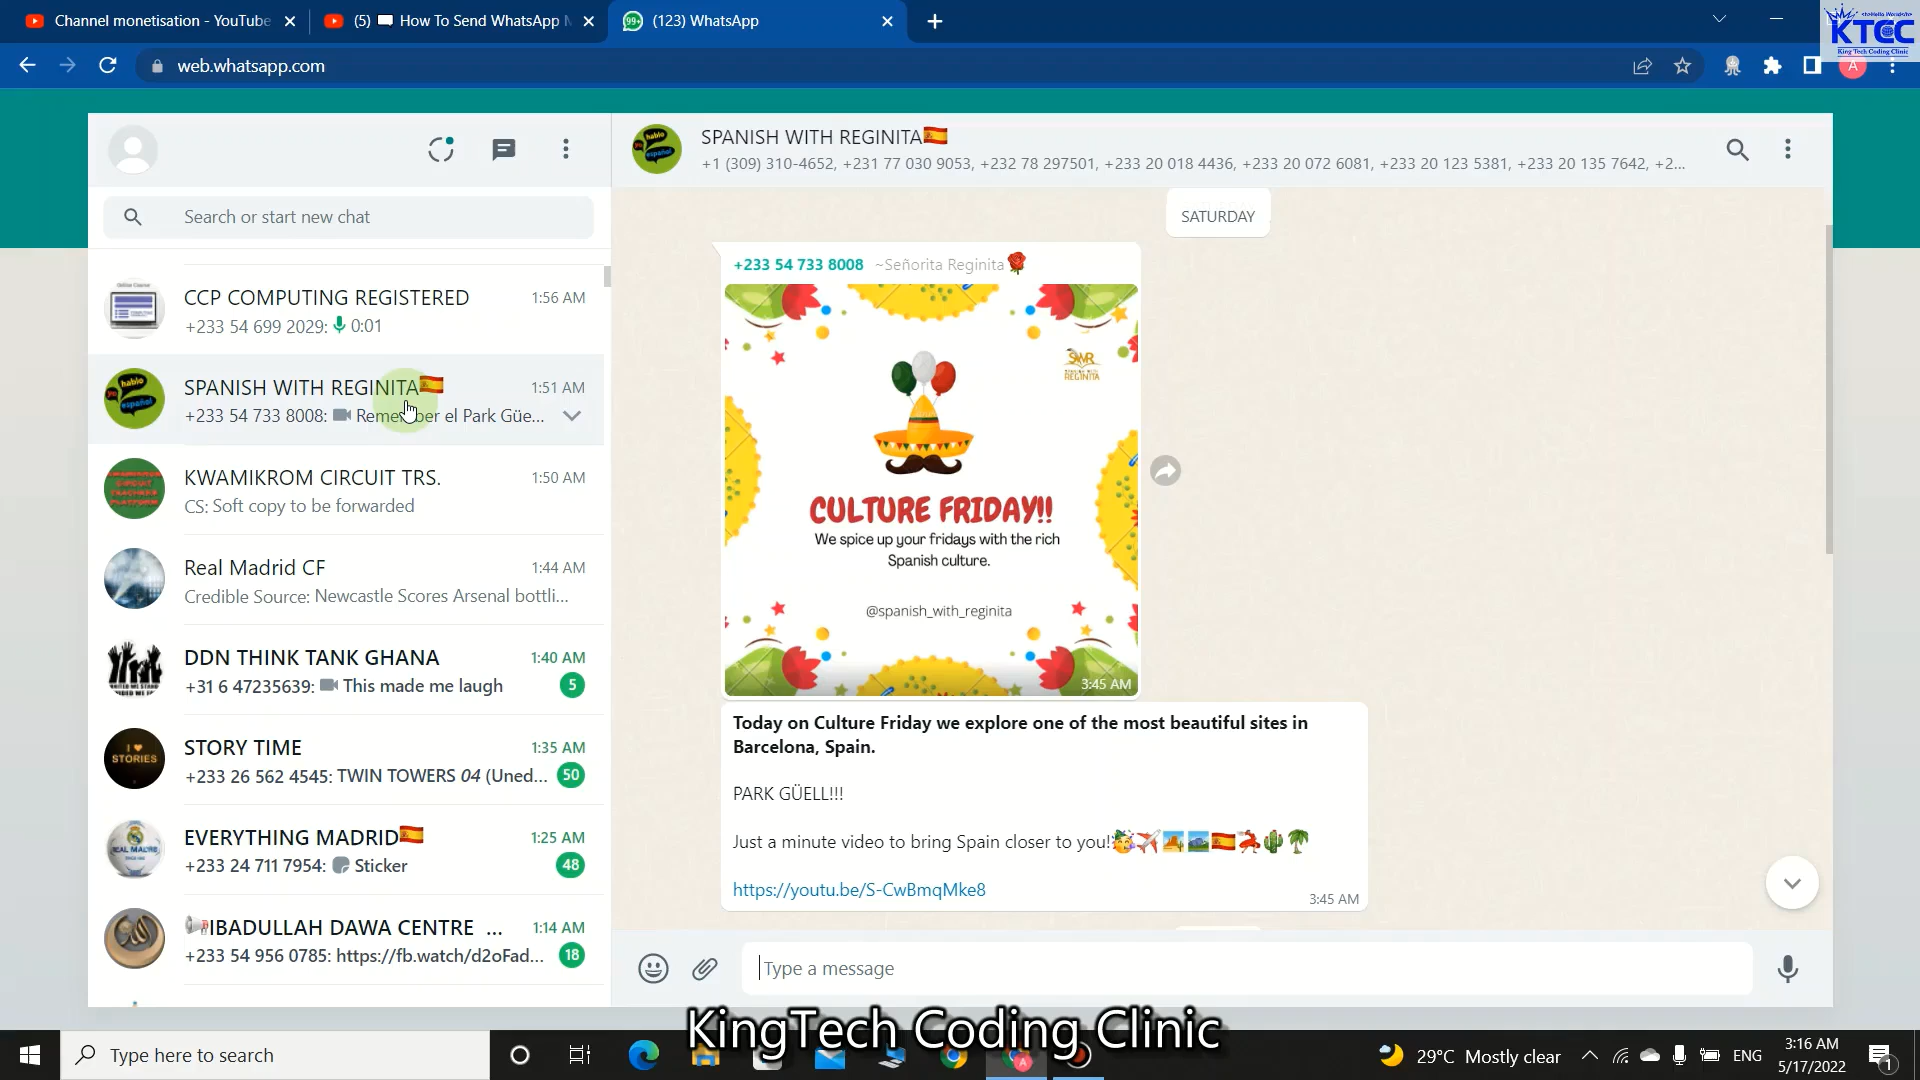 Channel monetisation - YouTube
(5) How To Send WhatsApp
(123) WhatsApp
KTCC
King Tech Coding Clinic
web.whatsapp.com
A
Search or start new chat
CCP COMPUTING REGISTERED
1:56 AM
+233 54 699 2029: 0:01
SPANISH WITH REGINITA
1:51 AM
+233 54 733 8008: Remember el Park Güe...
KWAMIKROM CIRCUIT TRS.
1:50 AM
CS: Soft copy to be forwarded
Real Madrid CF
1:44 AM
Credible Source: Newcastle Scores Arsenal bottli...
DDN THINK TANK GHANA
1:40 AM
+31 6 47235639: This made me laugh
5
STORY TIME
1:35 AM
+233 26 562 4545: TWIN TOWERS 04 (Uned...
50
EVERYTHING MADRID
1:25 AM
+233 24 711 7954: Sticker
48
IBADULLAH DAWA CENTRE ...
1:14 AM
+233 54 956 0785: https://fb.watch/d2oFad...
18
SPANISH WITH REGINITA
+1 (309) 310-4652, +231 77 030 9053, +232 78 297501, +233 20 018 4436, +233 20 072 6081, +233 20 123 5381, +233 20 135 7642, +2...
SATURDAY
+233 54 733 8008 ~Señorita Reginita
SWR
CULTURE FRIDAY!!
We spice up your fridays with the rich
Spanish culture.
@spanish_with_reginita
3:45 AM
Today on Culture Friday we explore one of the most beautiful sites in
Barcelona, Spain.
PARK GÜELL!!!
Just a minute video to bring Spain closer to you!
https://youtu.be/S-CwBmqMke8
3:45 AM
Type a message
KingTech Coding Clinic
Type here to search
29°C Mostly clear
ENG
3:16 AM
5/17/2022
1